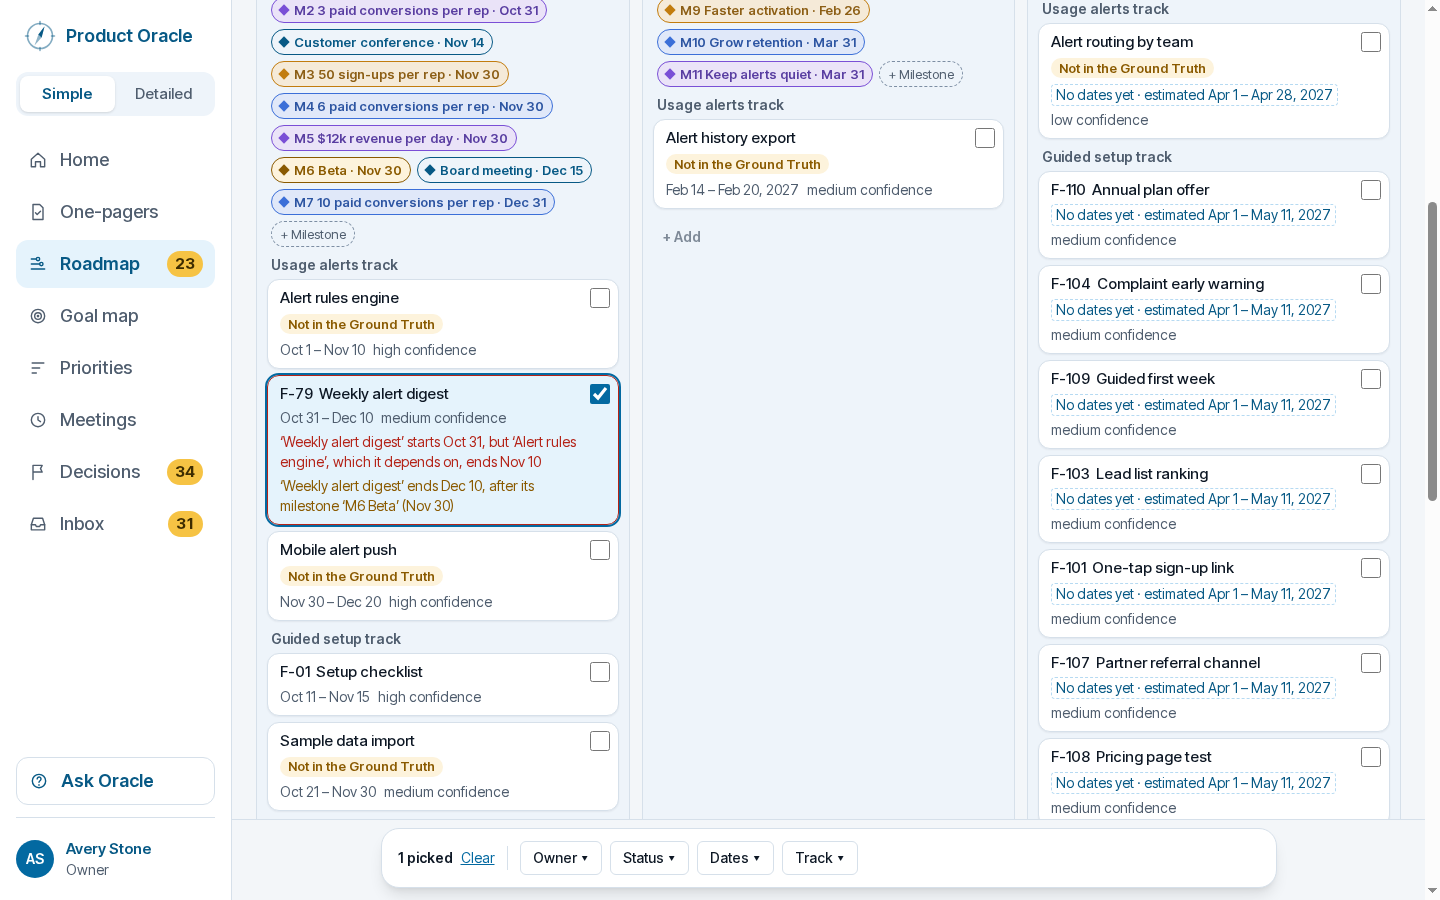 Product Oracle
Simple
Detailed
Home
One-pagers
Roadmap
23
Goal map
Priorities
Meetings
Decisions
34
Inbox
31
Ask Oracle
AS
Avery Stone
Owner
M2 3 paid conversions per rep · Oct 31
Customer conference · Nov 14
M3 50 sign-ups per rep · Nov 30
M4 6 paid conversions per rep · Nov 30
M5 $12k revenue per day · Nov 30
M6 Beta · Nov 30
Board meeting · Dec 15
M7 10 paid conversions per rep · Dec 31
+ Milestone
Usage alerts track
Alert rules engine
Not in the Ground Truth
Oct 1 – Nov 10 high confidence
F-79 Weekly alert digest
Oct 31 – Dec 10 medium confidence
‘Weekly alert digest’ starts Oct 31, but ‘Alert rules
engine’, which it depends on, ends Nov 10
‘Weekly alert digest’ ends Dec 10, after its
milestone ‘M6 Beta’ (Nov 30)
Mobile alert push
Not in the Ground Truth
Nov 30 – Dec 20 high confidence
Guided setup track
F-01 Setup checklist
Oct 11 – Nov 15 high confidence
Sample data import
Not in the Ground Truth
Oct 21 – Nov 30 medium confidence
M9 Faster activation · Feb 26
M10 Grow retention · Mar 31
M11 Keep alerts quiet · Mar 31
+ Milestone
Usage alerts track
Alert history export
Not in the Ground Truth
Feb 14 – Feb 20, 2027 medium confidence
+ Add
Usage alerts track
Alert routing by team
Not in the Ground Truth
No dates yet · estimated Apr 1 – Apr 28, 2027
low confidence
Guided setup track
F-110 Annual plan offer
No dates yet · estimated Apr 1 – May 11, 2027
medium confidence
F-104 Complaint early warning
No dates yet · estimated Apr 1 – May 11, 2027
medium confidence
F-109 Guided first week
No dates yet · estimated Apr 1 – May 11, 2027
medium confidence
F-103 Lead list ranking
No dates yet · estimated Apr 1 – May 11, 2027
medium confidence
F-101 One-tap sign-up link
No dates yet · estimated Apr 1 – May 11, 2027
medium confidence
F-107 Partner referral channel
No dates yet · estimated Apr 1 – May 11, 2027
medium confidence
F-108 Pricing page test
No dates yet · estimated Apr 1 – May 11, 2027
medium confidence
1 picked
Clear
Owner ▾
Status ▾
Dates ▾
Track ▾